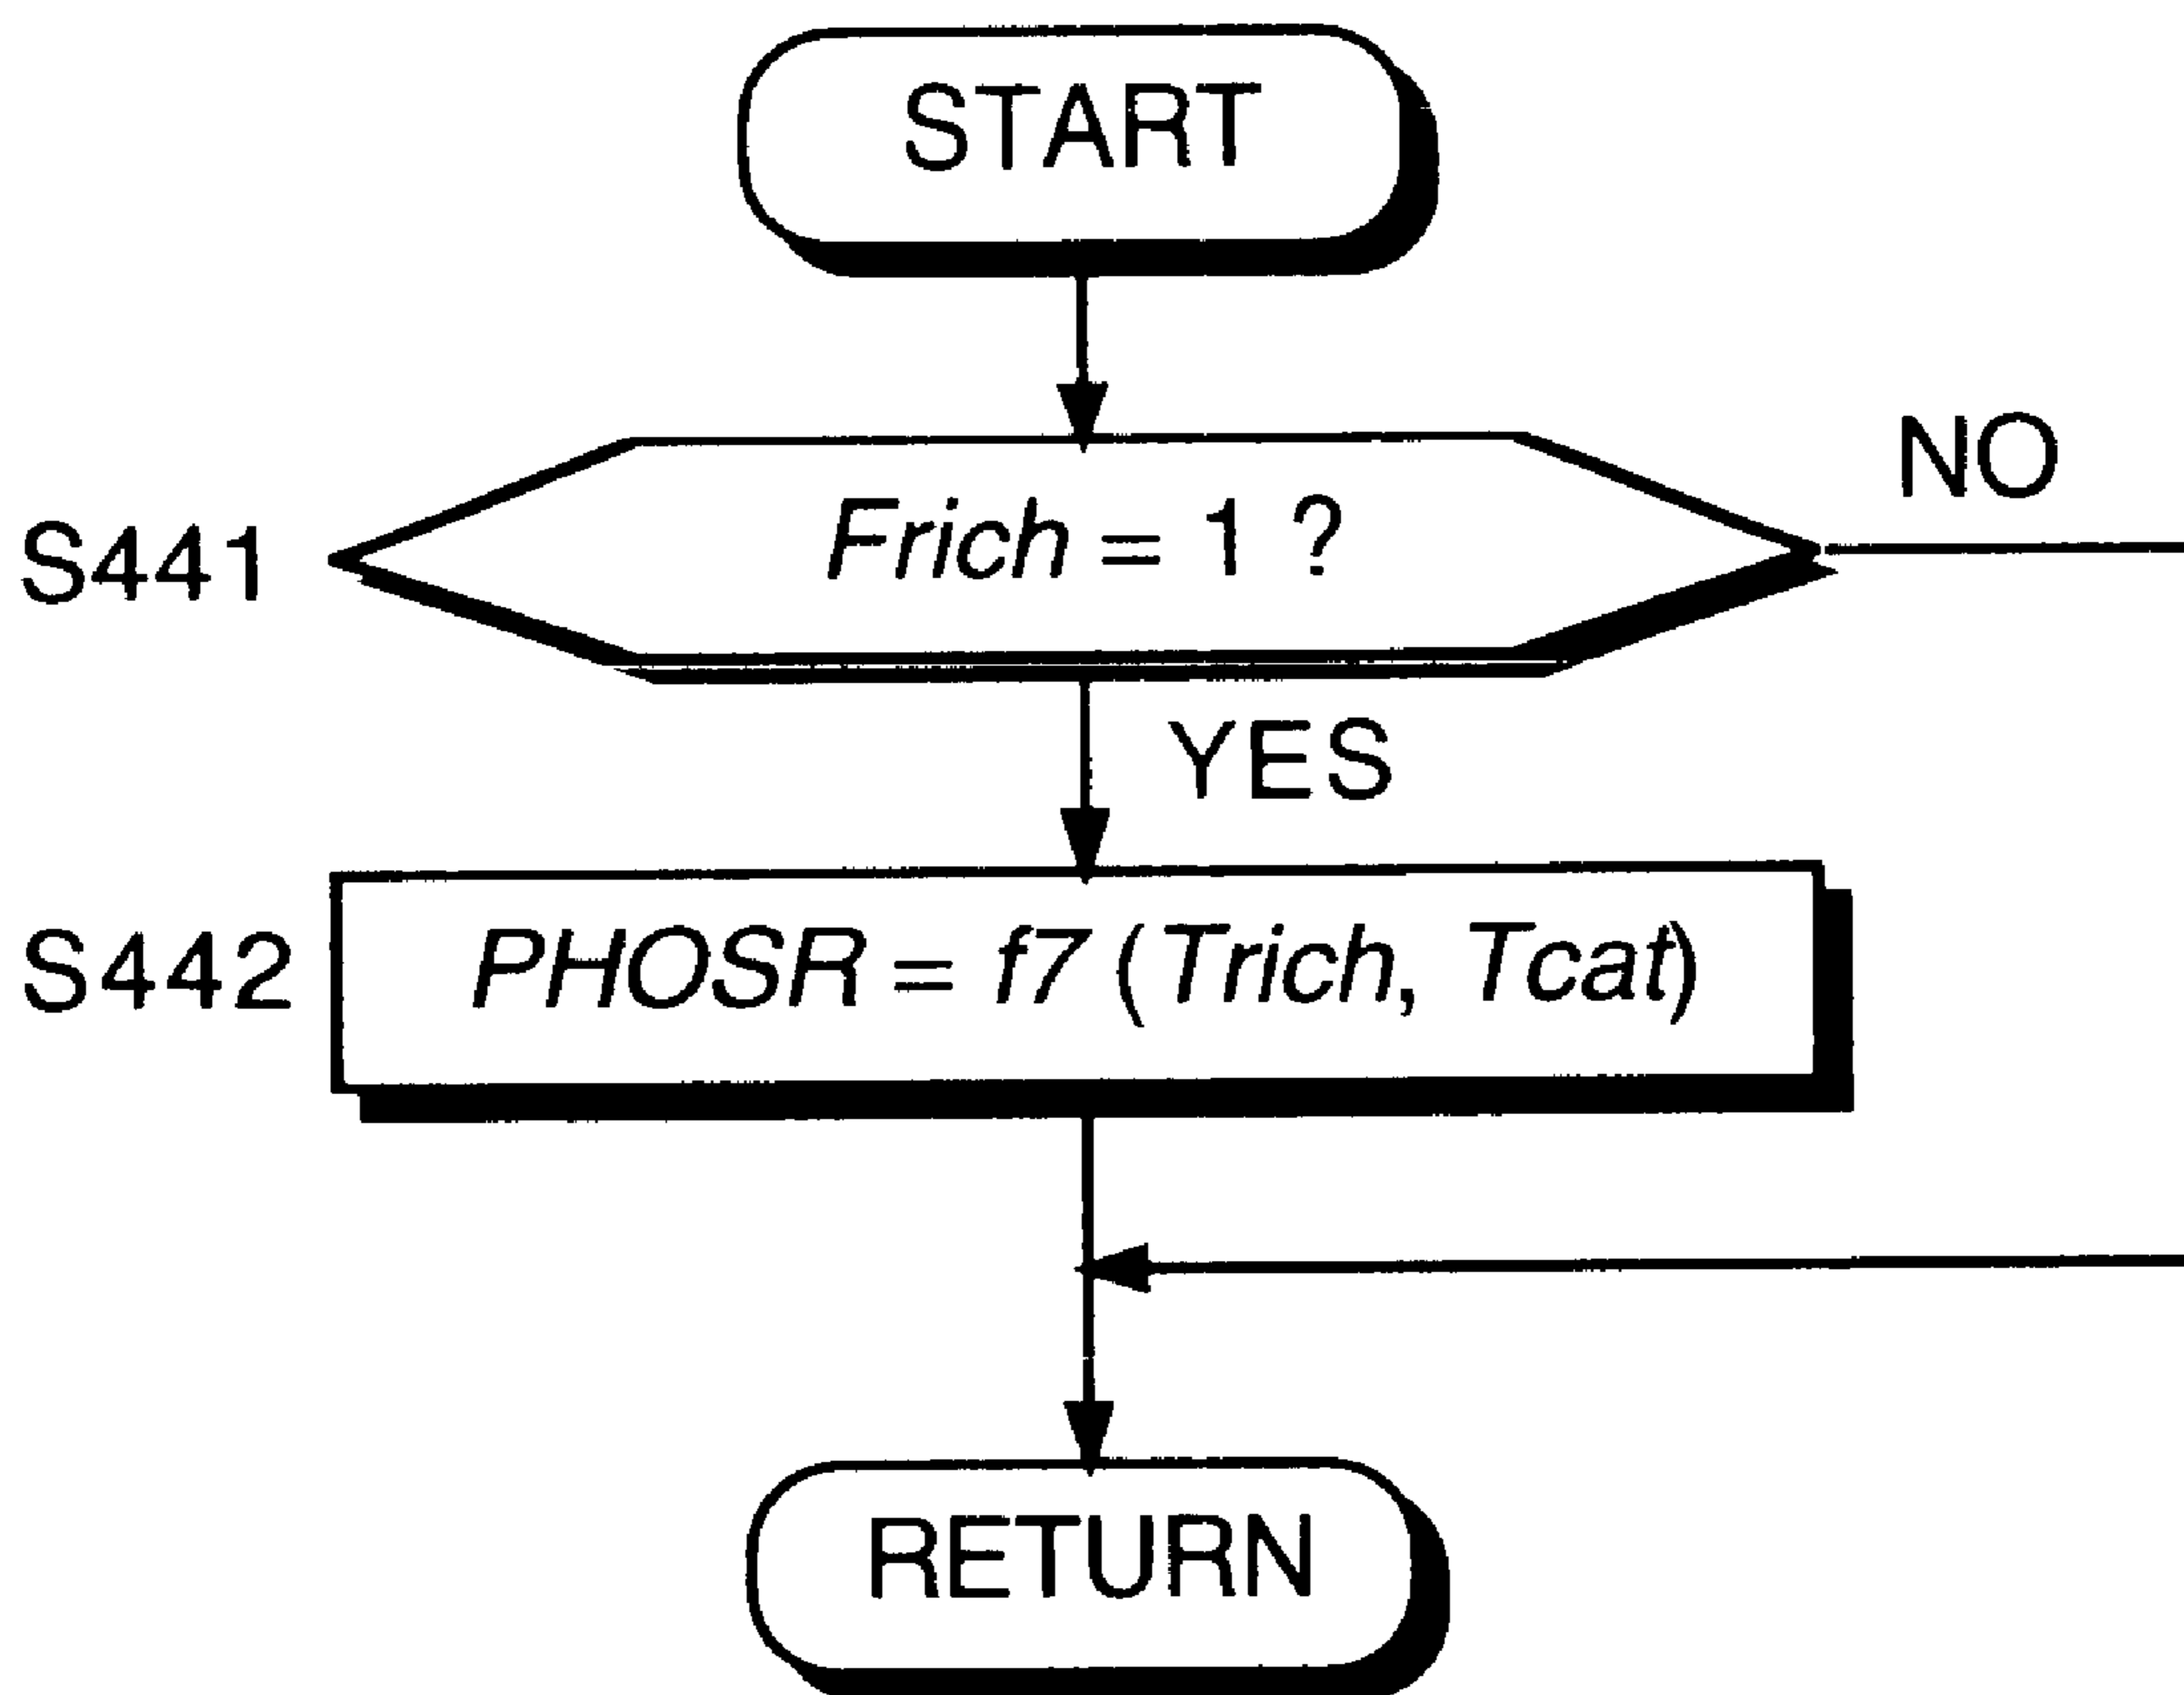 START
NO
S441
Frich = 1 ?
YES
S442
PHOSR = f7 ( Trich, Tcat)
RETURN